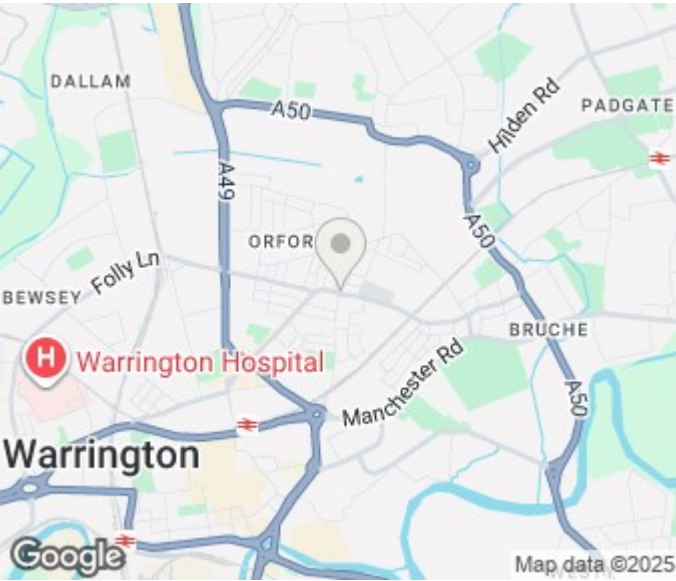 DALLAM
A50
Hilden Rd
PADGATE
A49
A50
ORFOR
Folly Ln
BEWSEY
BRUCHE
H Warrington Hospital
Manchester Rd
A50
Warrington
Google
Map data ©2025